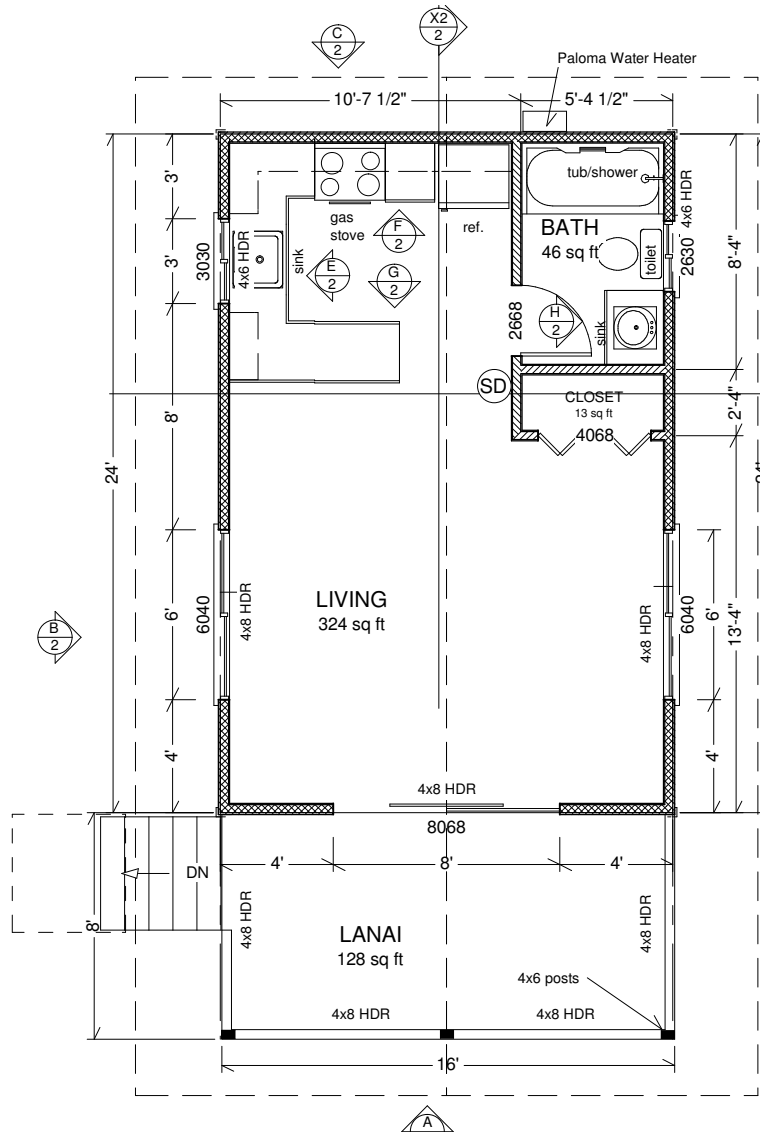 X2
2
C
2
Paloma Water Heater
10'-7 1/2"
5'-4 1/2"
3'
3'
8'
6'
4'
24'
3030
4x6 HDR
sink
gas
stove
ref.
F
2
E
2
G
2
tub/shower
BATH
46 sq ft
toilet
sink
4x6 HDR
2630
8'-4"
2668
H
2
SD
CLOSET
13 sq ft
4068
2'-4"
24'
B
2
6040
4x8 HDR
LIVING
324 sq ft
4x8 HDR
6040
6'
13'-4"
4'
4x8 HDR
8068
4'
8'
4'
DN
8'
4x8 HDR
LANAI
128 sq ft
4x8 HDR
4x6 posts
4x8 HDR
4x8 HDR
16'
A